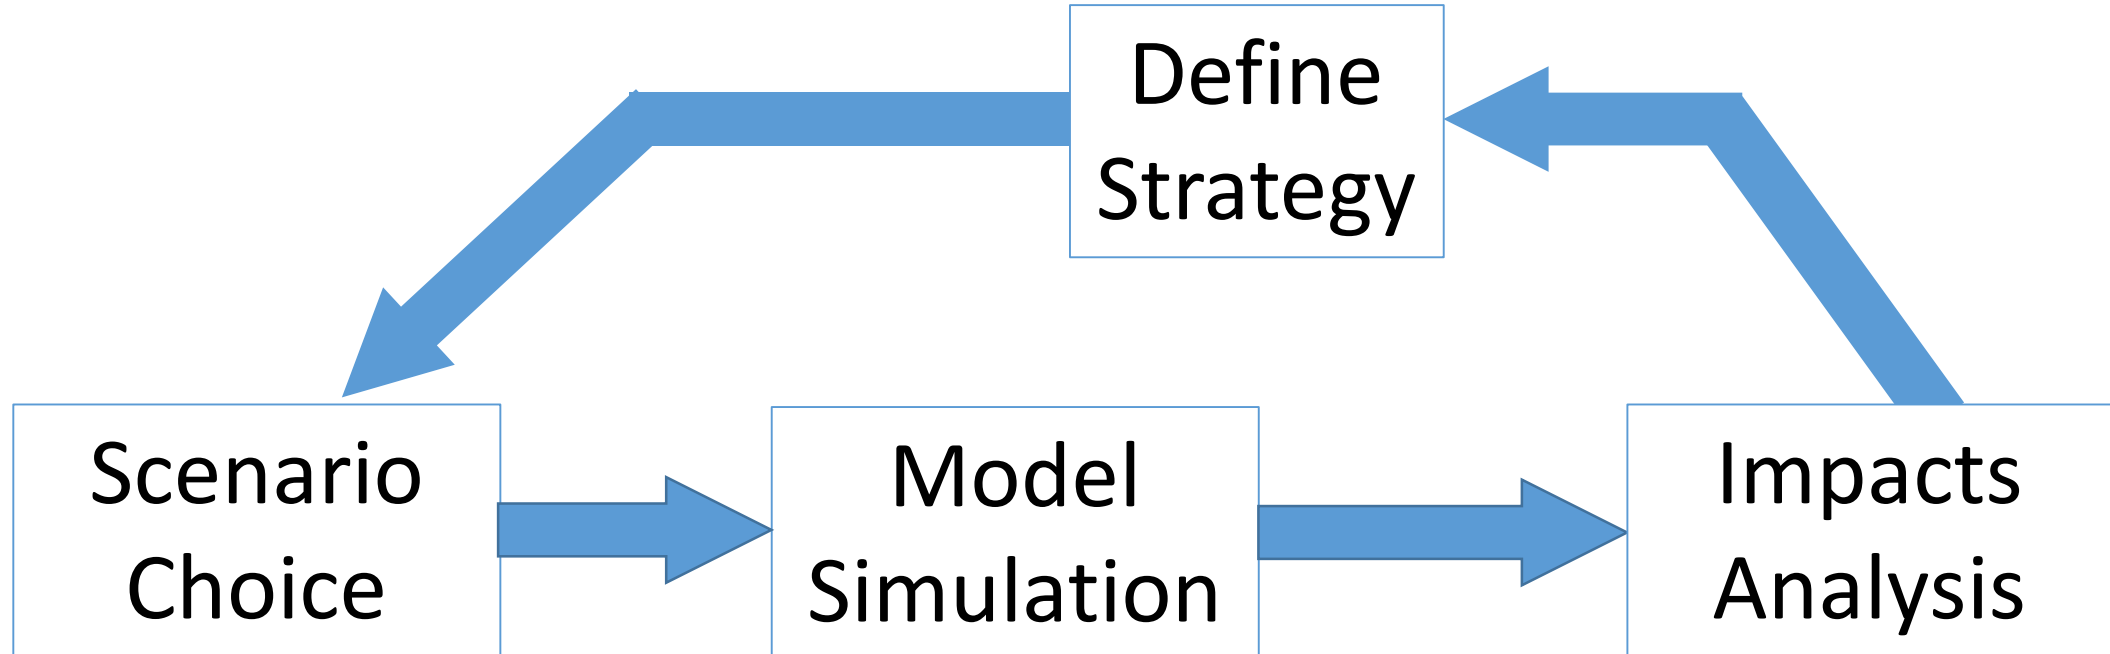 Define
Strategy
Scenario
Choice
Model
Simulation
Impacts
Analysis